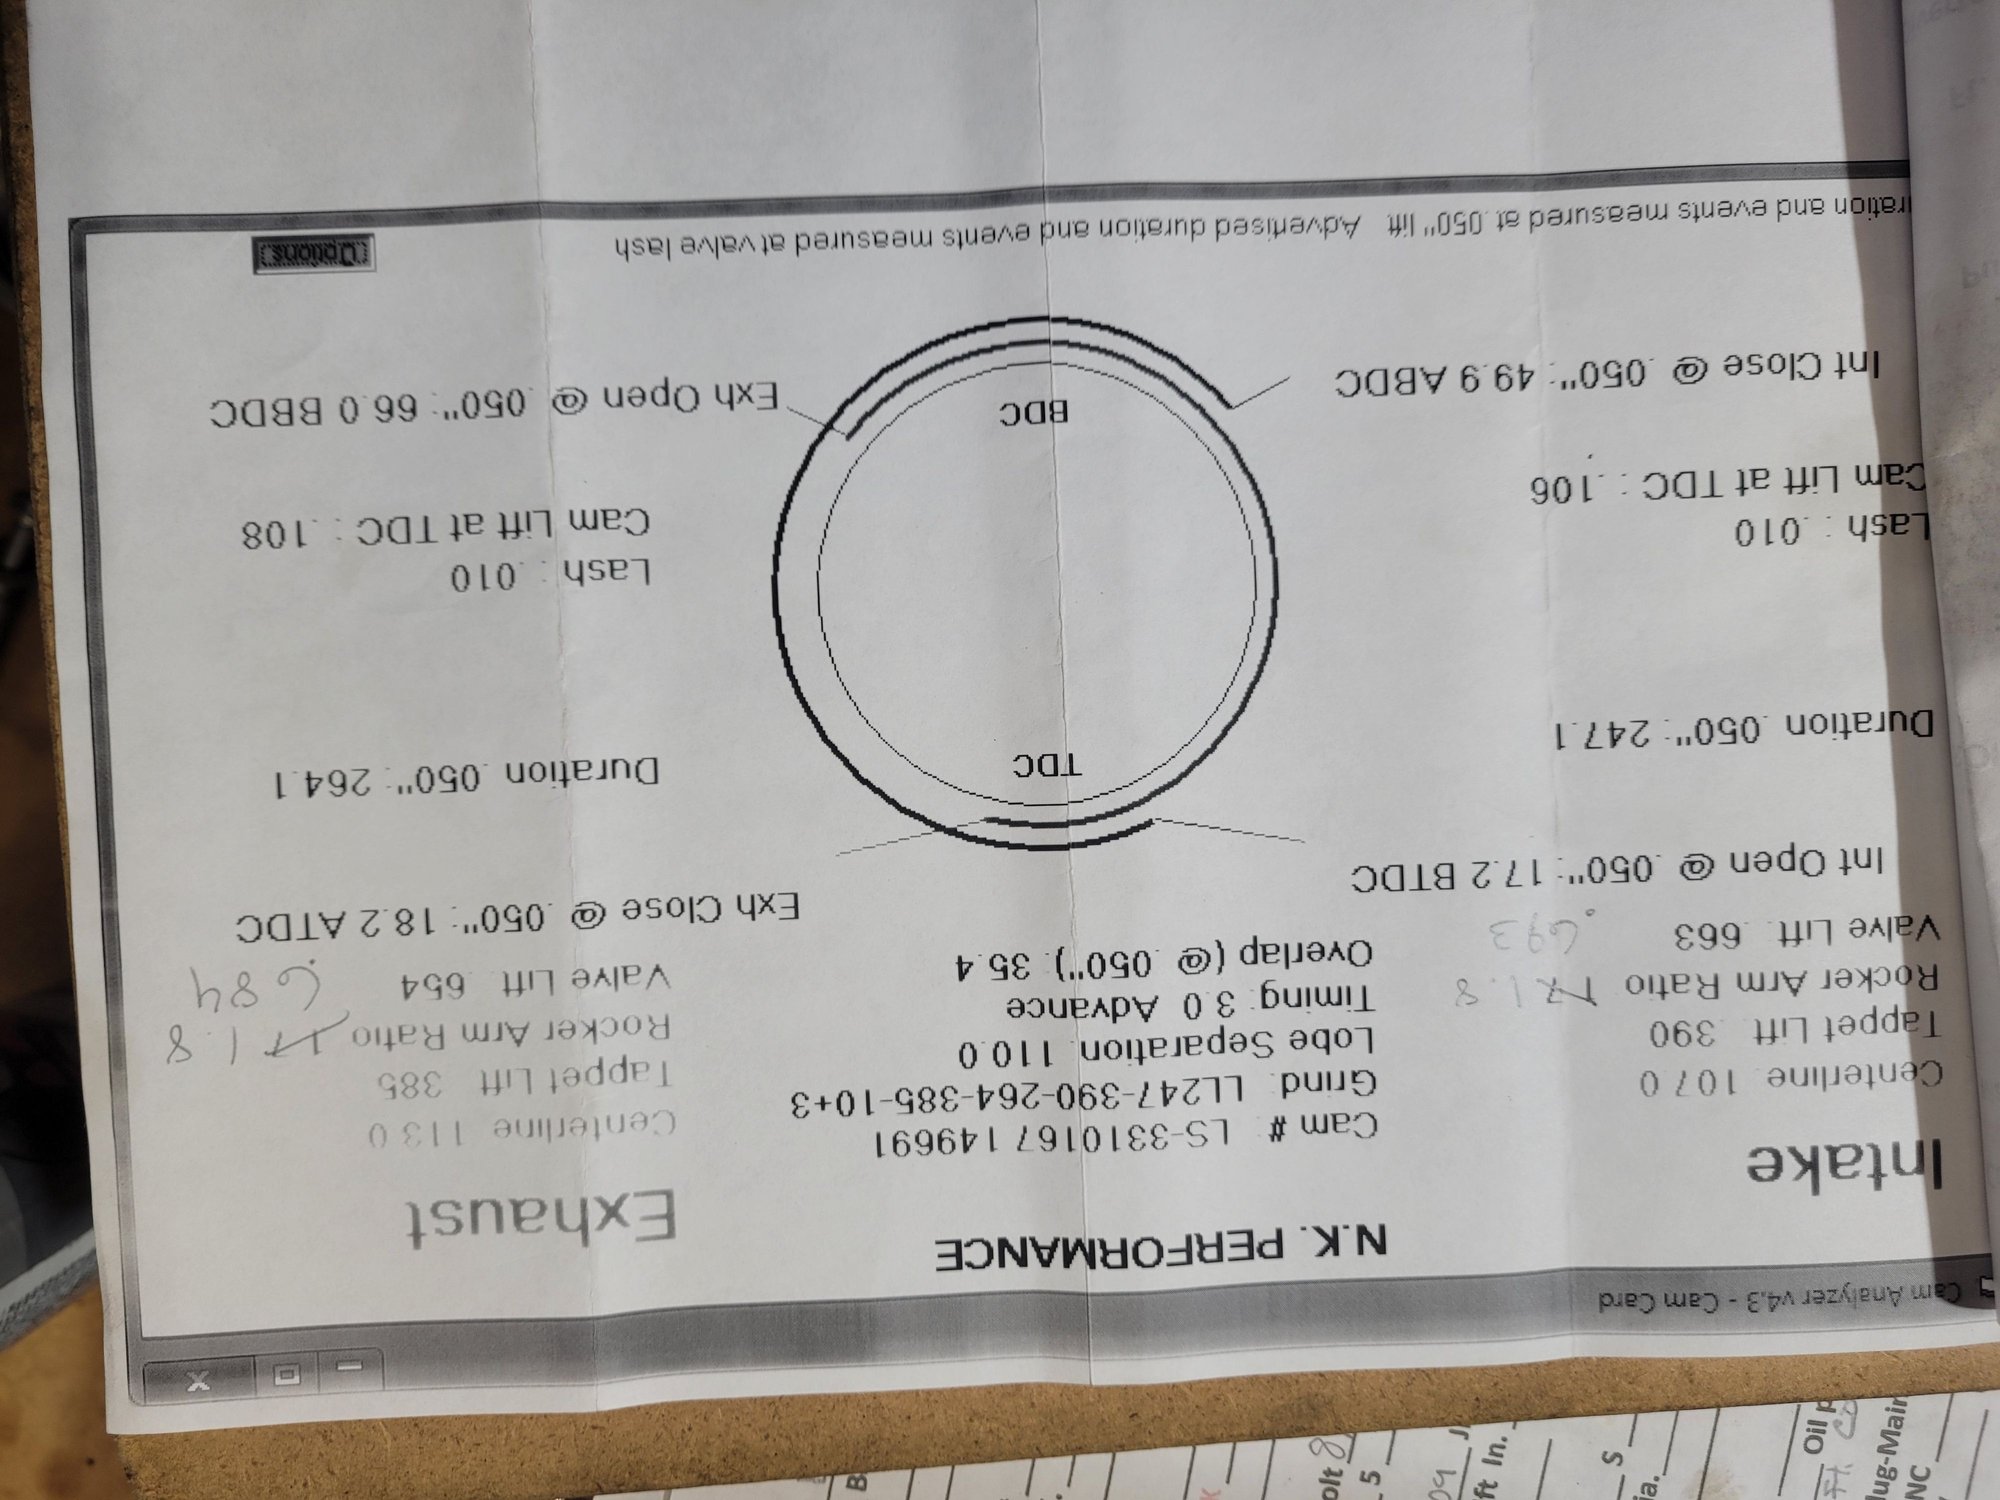 Cam Analyzer v4.3 - Cam Card
N.K. PERFORMANCE
Intake
Centerline 107.0
Tappet Lift .390
Rocker Arm Ratio 1.7 1.8
Valve Lift .663 .693
Int Open @ .050": 17.2 BTDC
Duration .050": 247.1
Lash : .010
Cam Lift at TDC : .106
Int Close @ .050": 49.9 ABDC
Cam # LS-3310167 149691
Grind LL247-390-264-385-10+3
Lobe Separation 110.0
Timing: 3.0 Advance
Overlap (@ .050"): 35.4
TDC
BDC
Exhaust
Centerline 113.0
Tappet Lift .385
Rocker Arm Ratio 1.7 1.8
Valve Lift .654 .684
Exh Close @ .050": 18.2 ATDC
Duration .050": 264.1
Lash : .010
Cam Lift at TDC : .108
Exh Open @ .050": 66.0 BBDC
and events measured at .050" lift Advertised duration and events measured at valve lash
Options
Oil
NC
ft In.
S
5
B